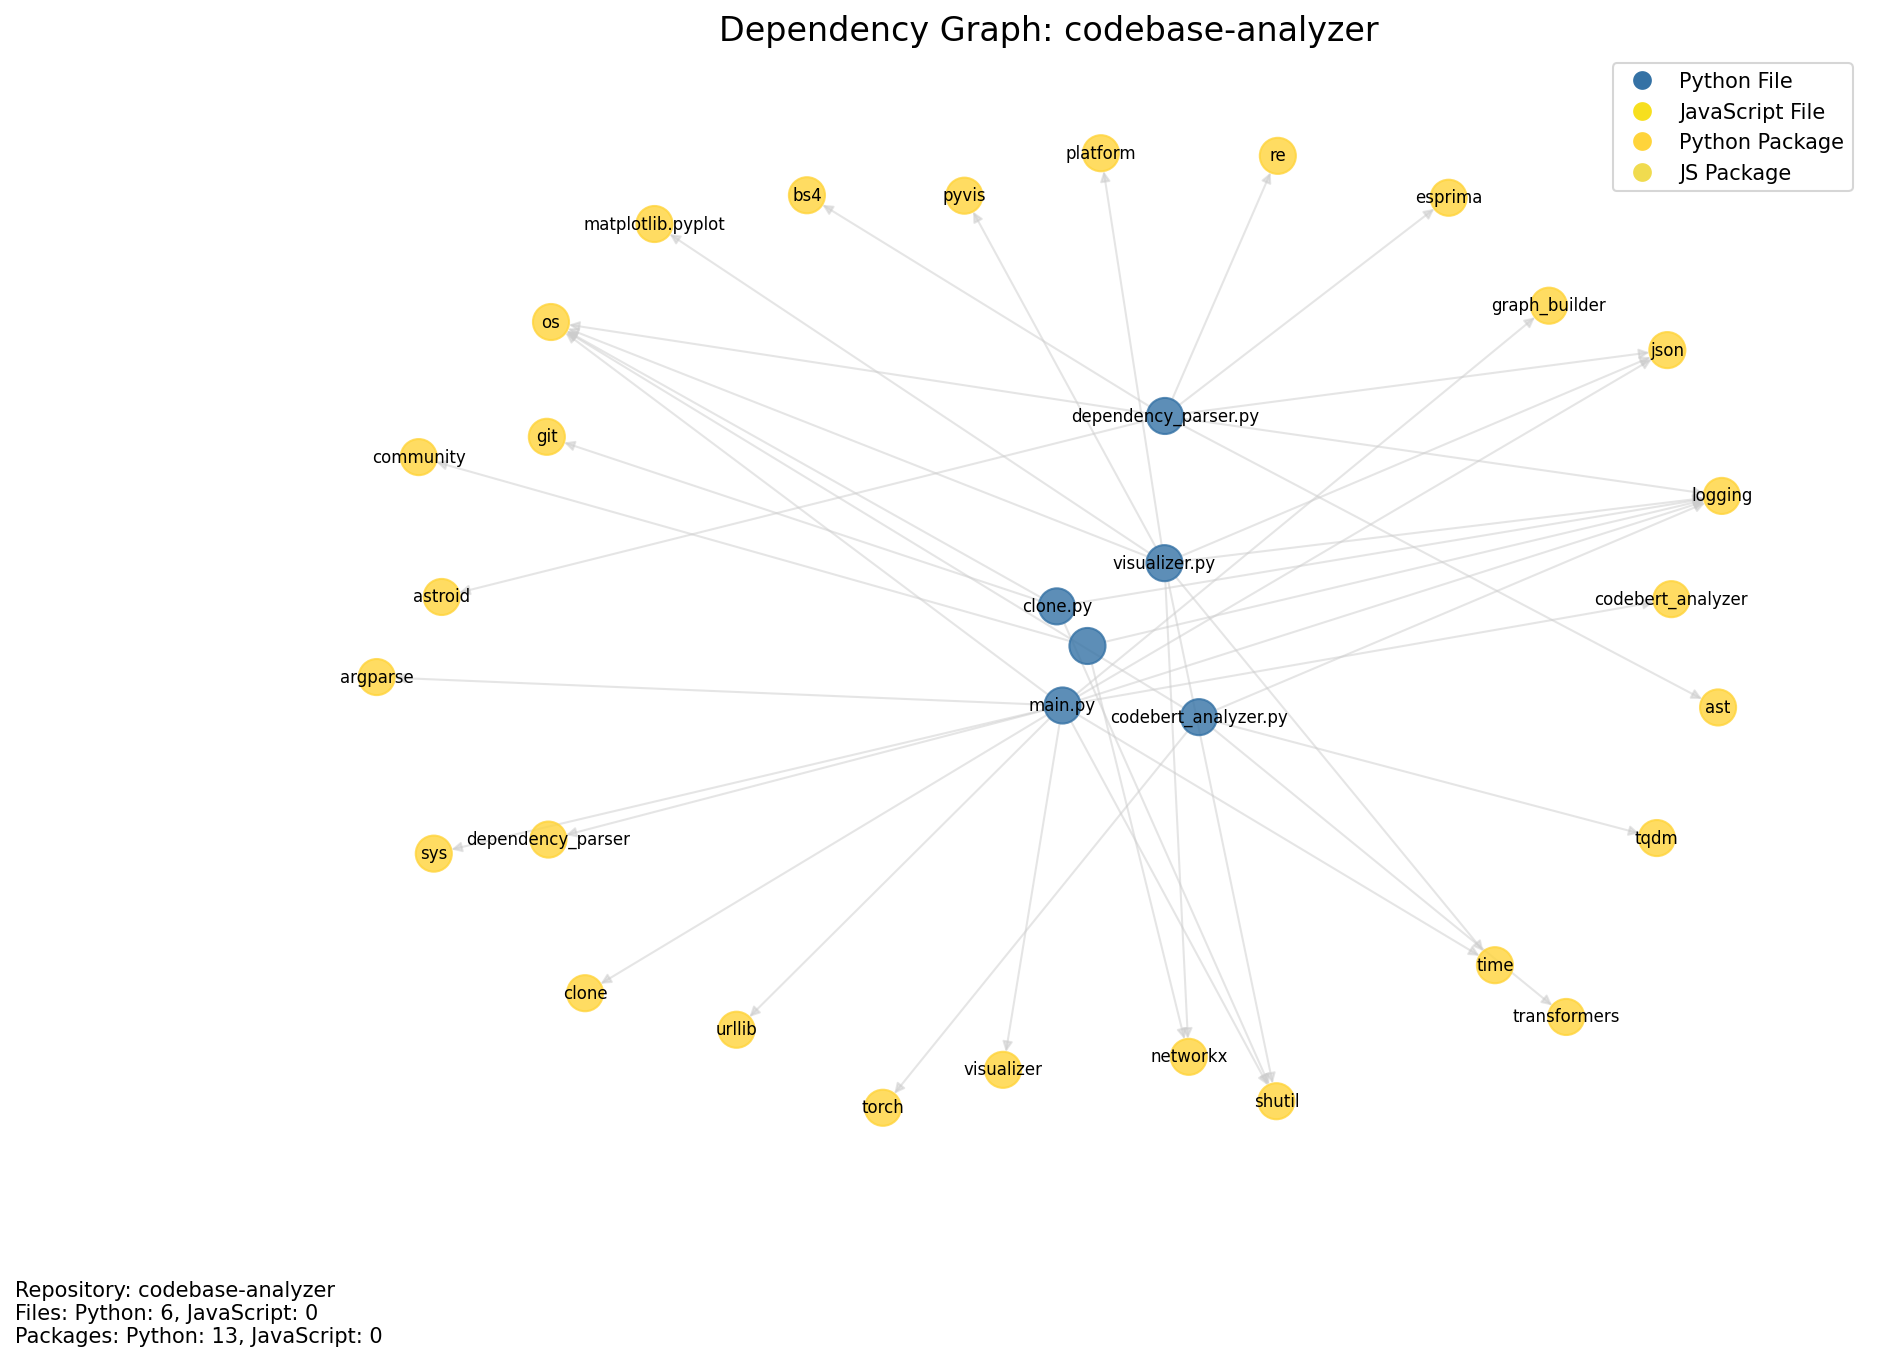 Dependency Graph: codebase-analyzer
Python File
JavaScript File
Python Package
JS Package
platform
re
bs4
pyvis
esprima
matplotlib.pyplot
graph_builder
os
json
dependency_parser.py
git
community
logging
visualizer.py
astroid
codebert_analyzer
clone.py
argparse
main.py
codebert_analyzer.py
ast
sys
dependency_parser
tqdm
time
clone
transformers
urllib
networkx
visualizer
shutil
torch
Repository: codebase-analyzer
Files: Python: 6, JavaScript: 0
Packages: Python: 13, JavaScript: 0